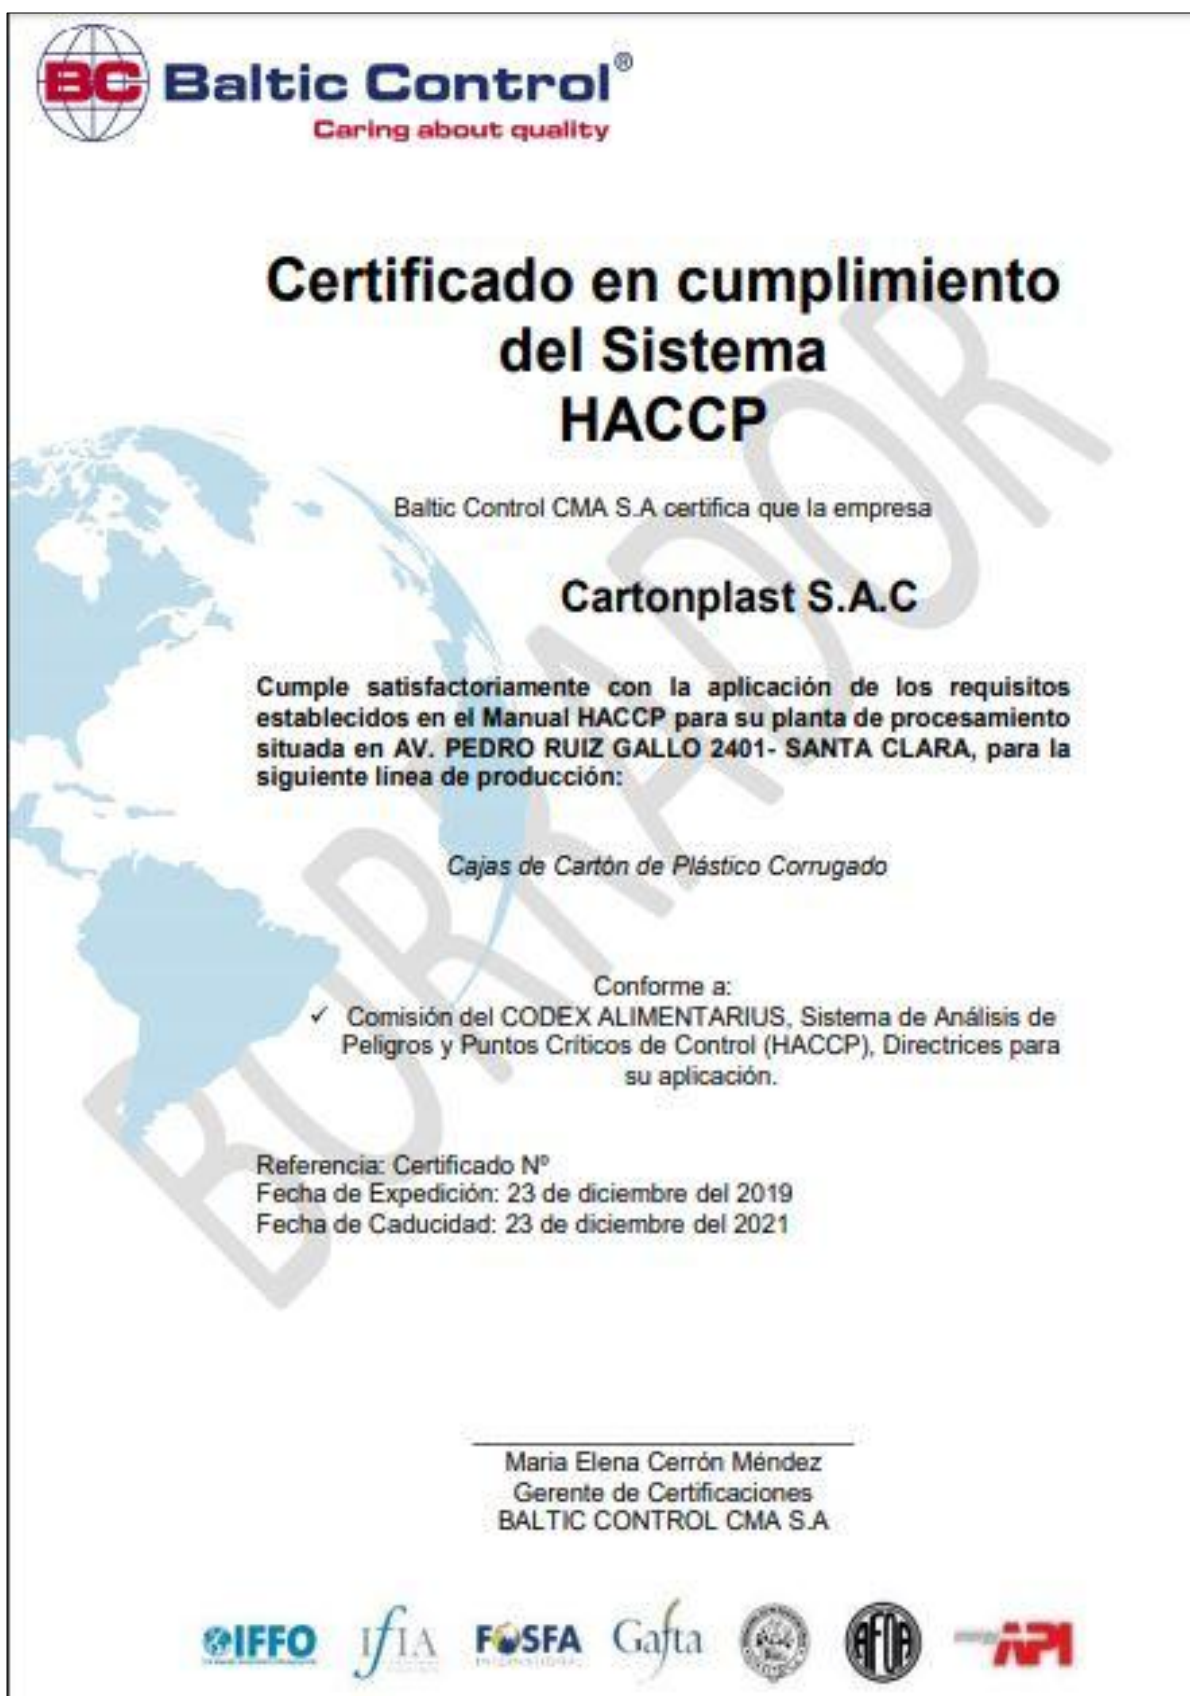 BC Baltic Control®
Caring about quality
Certificado en cumplimiento
del Sistema
HACCP
Baltic Control CMA S.A certifica que la empresa
Cartonplast S.A.C
Cumple satisfactoriamente con la aplicación de los requisitos
establecidos en el Manual HACCP para su planta de procesamiento
situada en AV. PEDRO RUIZ GALLO 2401- SANTA CLARA, para la
siguiente línea de producción:
Cajas de Cartón de Plástico Corrugado
Conforme a:
✓ Comisión del CODEX ALIMENTARIUS, Sistema de Análisis de
Peligros y Puntos Críticos de Control (HACCP), Directrices para
su aplicación.
BORRADOR
Referencia: Certificado Nº
Fecha de Expedición: 23 de diciembre del 2019
Fecha de Caducidad: 23 de diciembre del 2021
Maria Elena Cerrón Méndez
Gerente de Certificaciones
BALTIC CONTROL CMA S.A
IFFO IFIA FOSFA INTERNATIONAL Gafta AFOA API